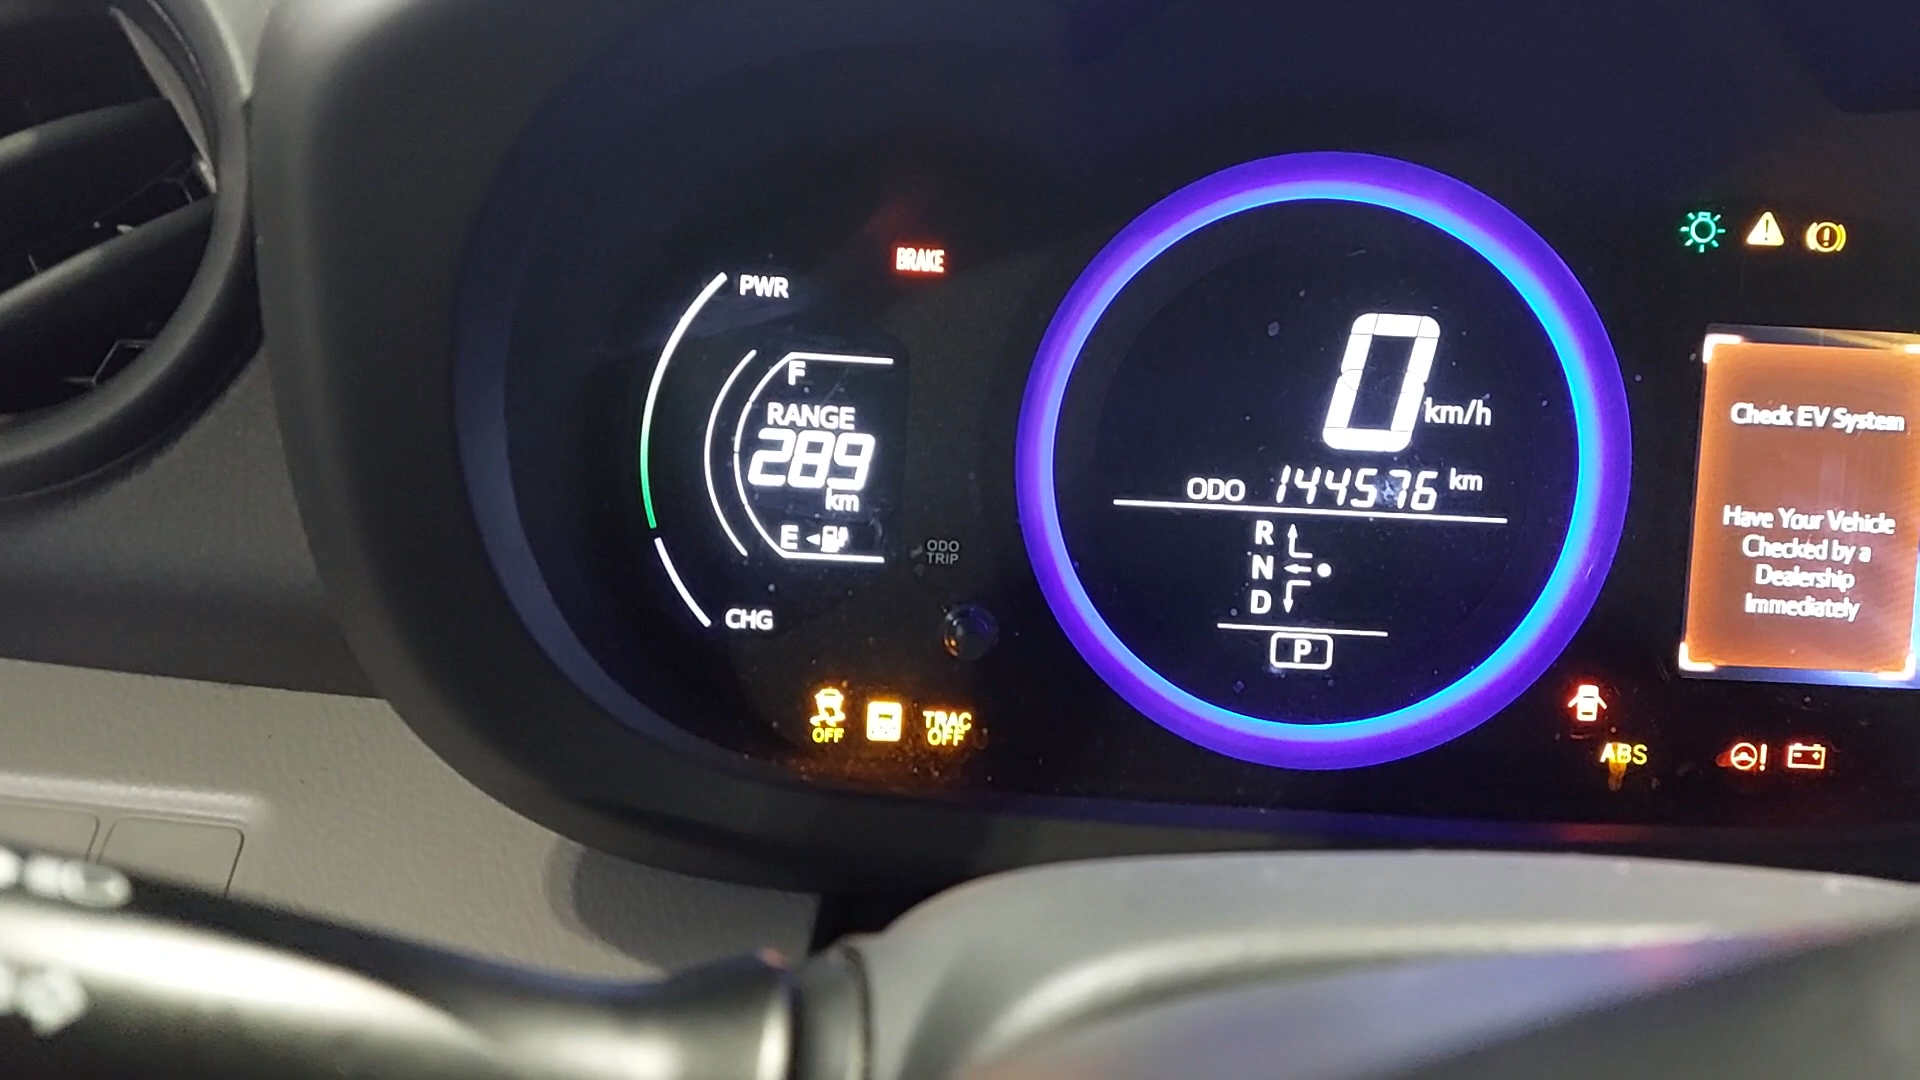 BRAKE
PWR
F
RANGE
289
km
E
CHG
ODO
TRIP
OFF
TRAC
OFF
0 km/h
ODO 144576 km
R
N
D
P
ABS
Check EV System
Have Your Vehicle
Checked by a
Dealership
Immediately